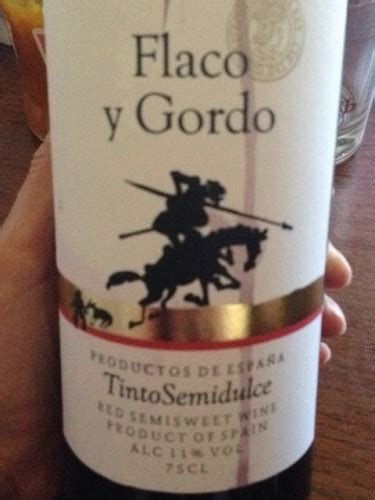 Flaco
y Gordo
PRODUCTOS DE ESPAÑA
TintoSemidulce
RED SEMISWEET WINE
PRODUCT OF SPAIN
ALC 11% VOL
75CL